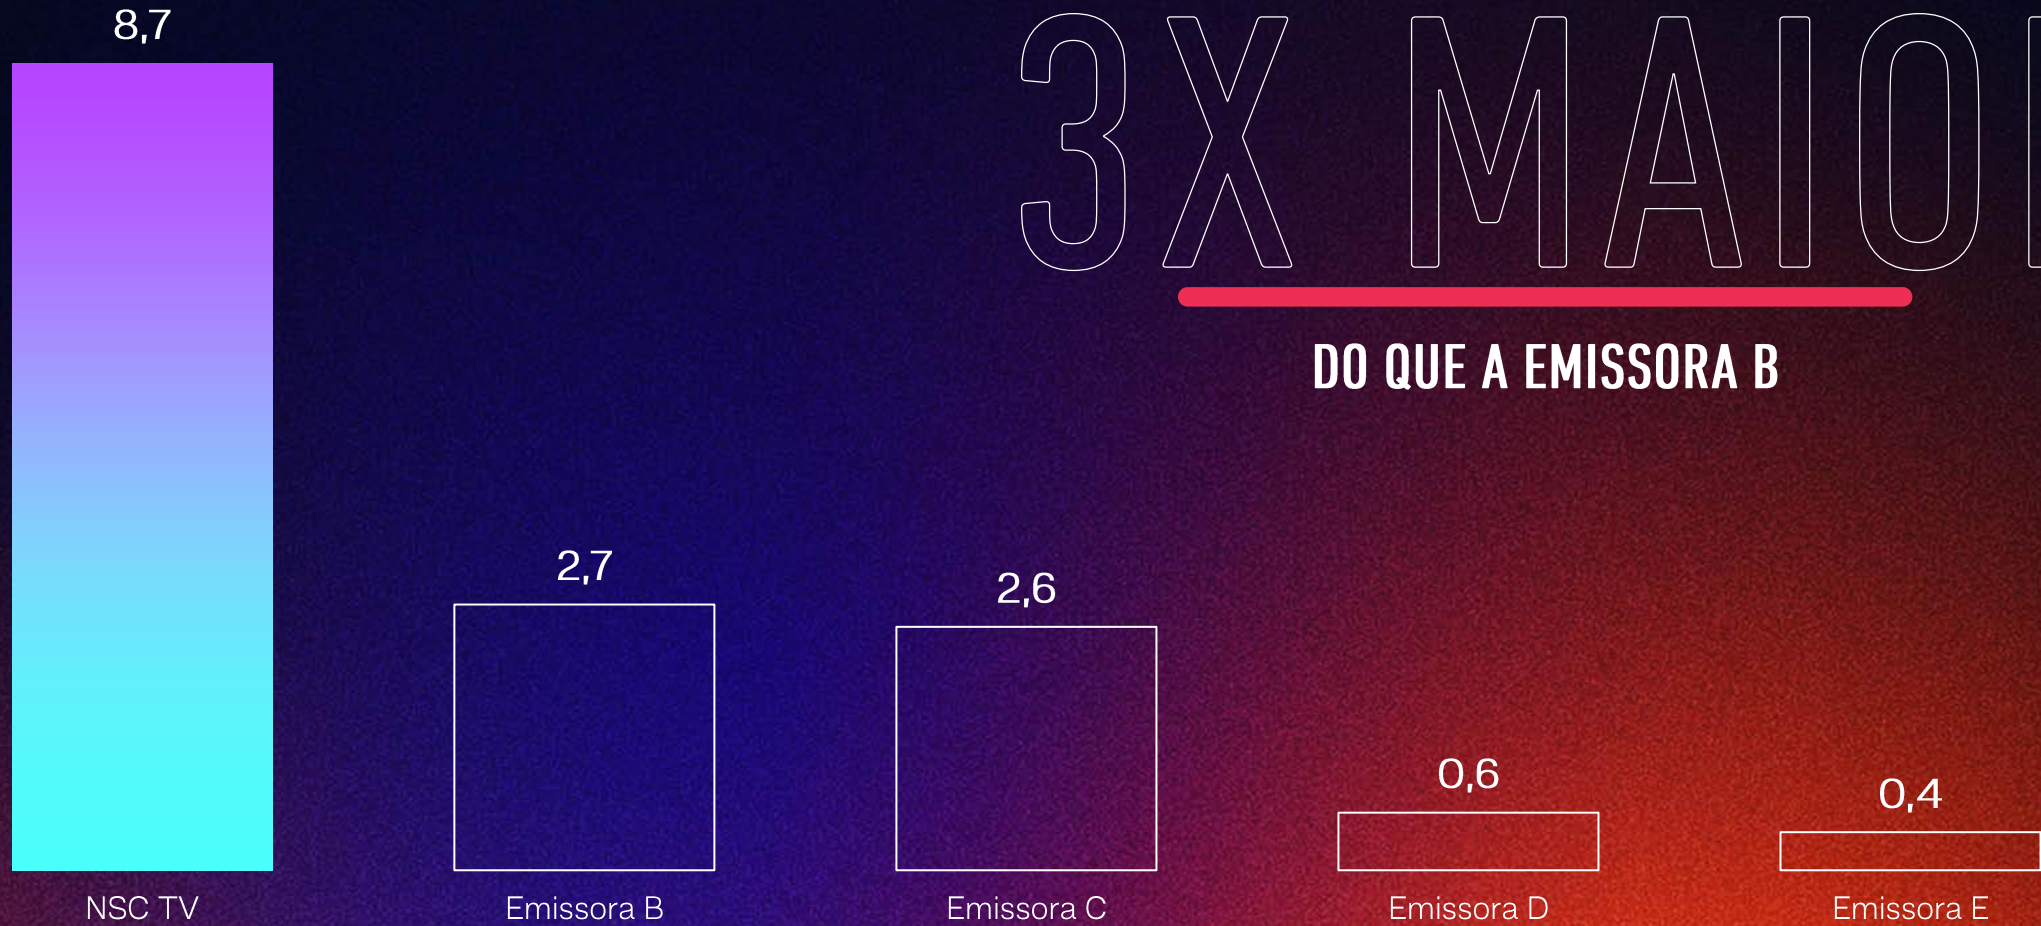 8,7
3X MAIOR
DO QUE A EMISSORA B
2,7
2,6
0,6
0,4
NSC TV
Emissora B
Emissora C
Emissora D
Emissora E